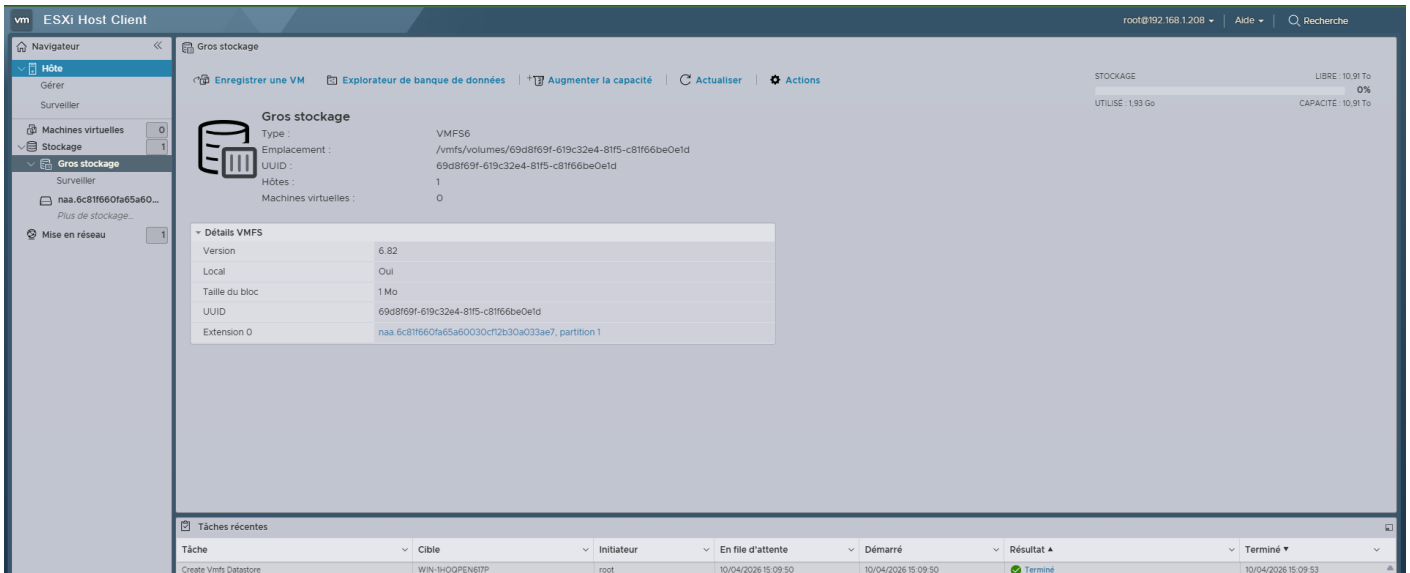 vm ESXi Host Client root@192.168.1.208 Aide Recherche
Navigateur
Hôte
Gérer
Surveiller
Machines virtuelles 0
Stockage 1
Gros stockage
Surveiller
naa.6c81f660fa65a60...
Plus de stockage...
Mise en réseau 1
Gros stockage
Enregistrer une VM Explorateur de banque de données Augmenter la capacité Actualiser Actions
STOCKAGE LIBRE : 10,91 To
0%
UTILISÉ : 1,93 Go CAPACITÉ : 10,91 To
Gros stockage
Type : VMFS6
Emplacement : /vmfs/volumes/69d8f69f-619c32e4-81f5-c81f66be0e1d
UUID : 69d8f69f-619c32e4-81f5-c81f66be0e1d
Hôtes : 1
Machines virtuelles : 0
Détails VMFS
Version 6.82
Local Oui
Taille du bloc 1 Mo
UUID 69d8f69f-619c32e4-81f5-c81f66be0e1d
Extension 0 naa.6c81f660fa65a60030cf12b30a033ae7, partition 1
Tâches récentes
Tâche Cible Initiateur En file d'attente Démarré Résultat ▲ Terminé ▼
Create Vmfs Datastore WIN-1HOQPEN617P root 10/04/2026 15:09:50 10/04/2026 15:09:50 Terminé 10/04/2026 15:09:53